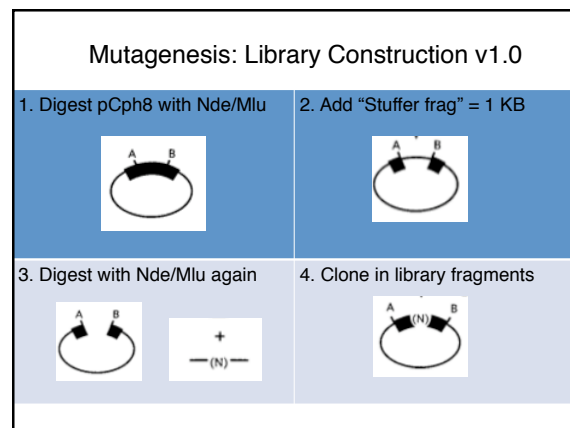 Mutagenesis: Library Construction v1.0
1. Digest pCph8 with Nde/Mlu
A B
2. Add “Stuffer frag” = 1 KB
A B
3. Digest with Nde/Mlu again
A B
+
(N)
4. Clone in library fragments
A (N) B